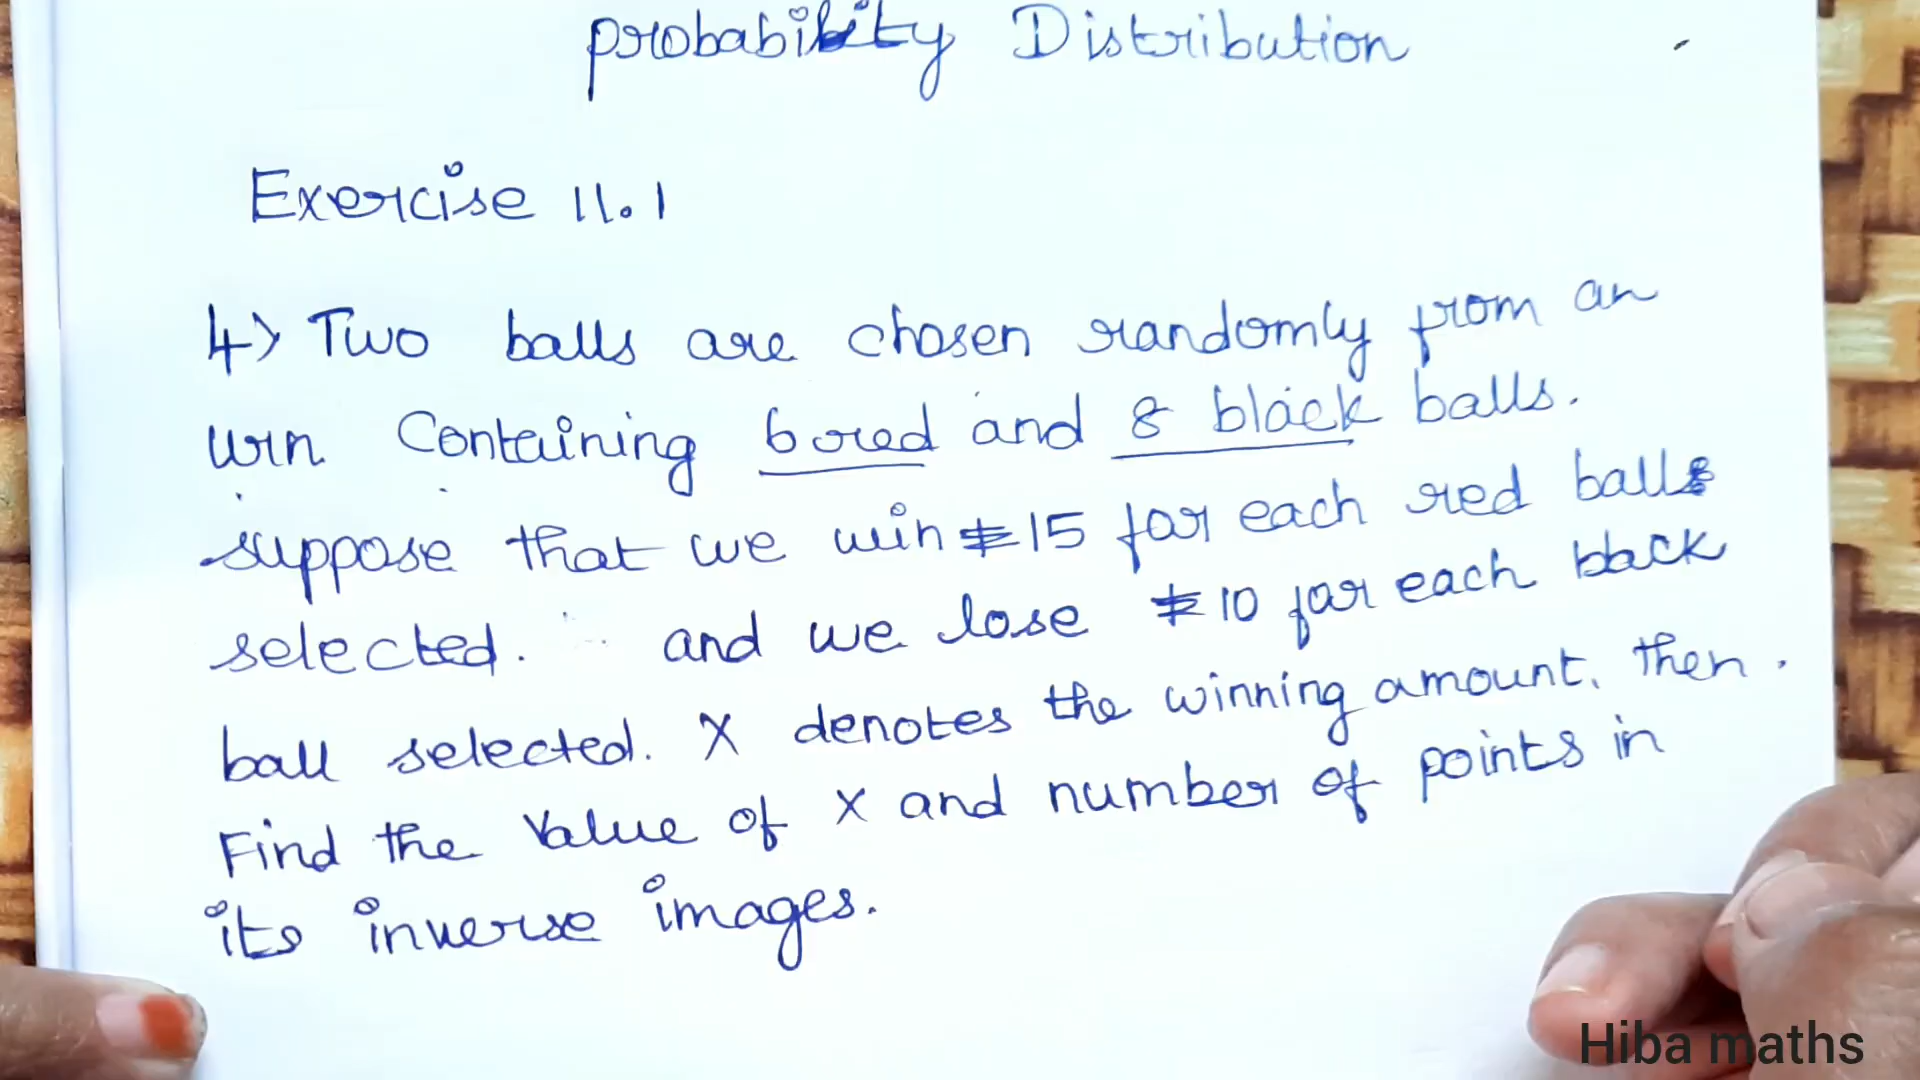 probability Distribution
Exercise 11.1
4) Two balls are chosen randomly from an
urn containing 6 red and 8 black balls.
suppose that we win ₹15 for each red balls
selected. and we lose ₹10 for each black
ball selected. X denotes the winning amount. Then.
Find the value of X and number of points in
its inverse images.
Hiba maths